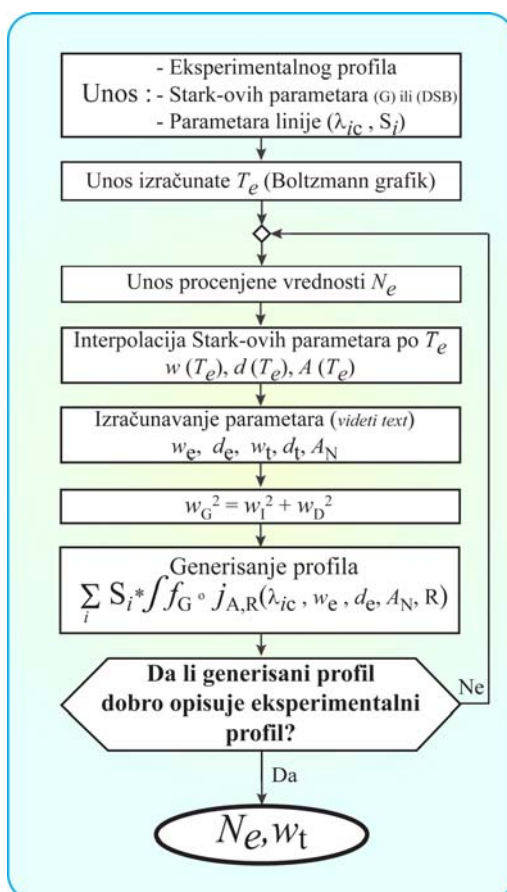 - Eksperimentalnog profila
Unos : - Stark-ovih parametara (G) ili (DSB)
- Parametara linije (λic , Si)
Unos izračunate Te (Boltzmann grafik)
Unos procenjene vrednosti Ne
Interpolacija Stark-ovih parametara po Te
w (Te), d (Te), A (Te)
Izračunavanje parametara (videti text)
we, de, wt, dt, AN
wG² = wI² + wD²
Generisanje profila
∑i Si*∫fG ∘ jA,R(λic , we , de, AN, R)
Da li generisani profil
dobro opisuje eksperimentalni
profil?
Ne
Da
Ne,wt